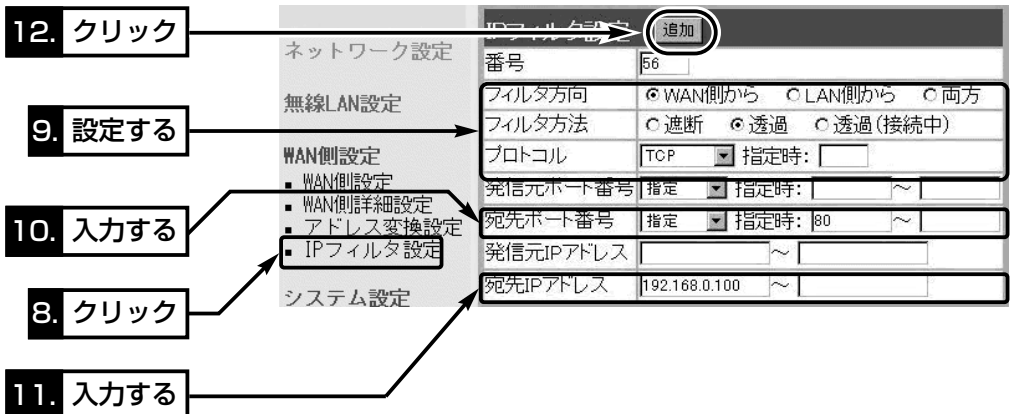 12. クリック
9. 設定する
10. 入力する
8. クリック
11. 入力する
ネットワーク設定
無線LAN設定
WAN側設定
▪ WAN側設定
▪ WAN側詳細設定
▪ アドレス変換設定
▪ IPフィルタ設定
システム設定
IPフィルタ設定 追加
番号 56
フィルタ方向 WAN側から LAN側から 両方
フィルタ方法 遮断 透過 透過(接続中)
プロトコル TCP 指定時:
発信元ポート番号 指定 指定時: ～
宛先ポート番号 指定 指定時: 80 ～
発信元IPアドレス ～
宛先IPアドレス 192.168.0.100 ～